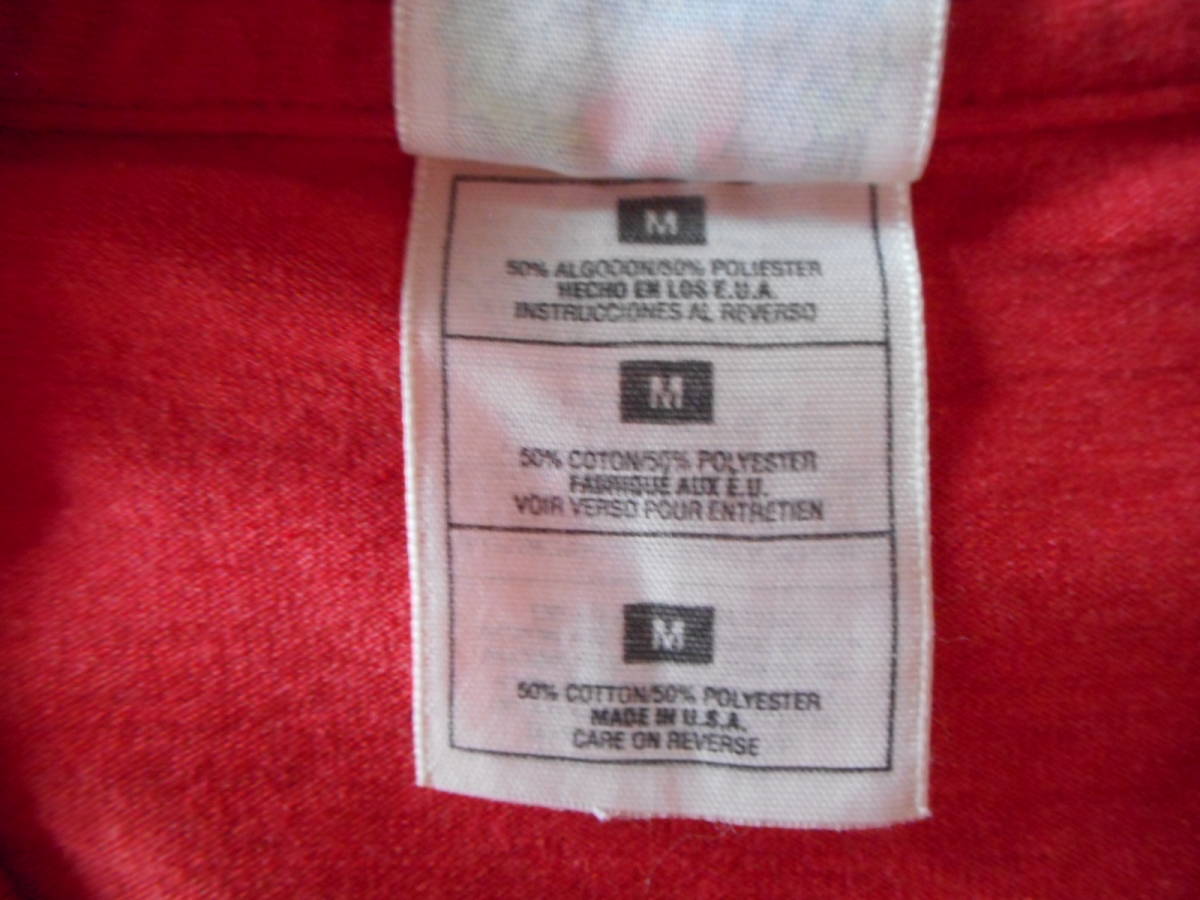 M
50% ALGODON/50% POLIESTER
HECHO EN LOS E.U.A.
INSTRUCCIONES AL REVERSO
M
50% COTON/50% POLYESTER
FABRIQUE AUX E.U.
VOIR VERSO POUR ENTRETIEN
M
50% COTTON/50% POLYESTER
MADE IN U.S.A.
CARE ON REVERSE